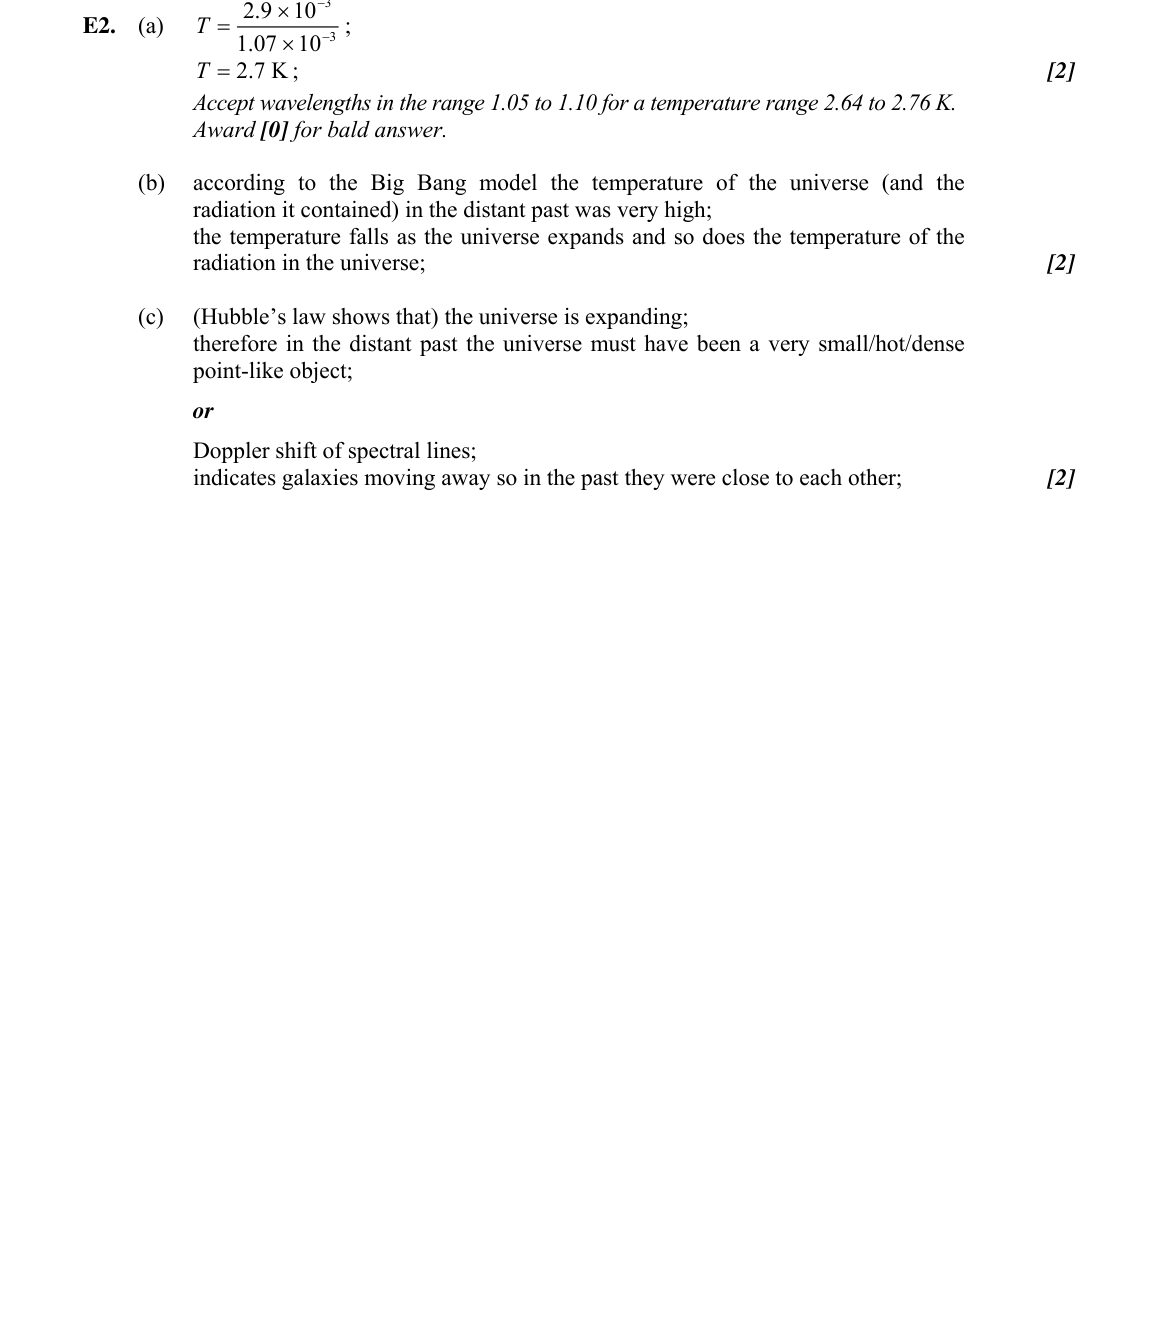 E2. (a) T = 2.9 × 10⁻³ / 1.07 × 10⁻³ ;
T = 2.7 K ; [2]
Accept wavelengths in the range 1.05 to 1.10 for a temperature range 2.64 to 2.76 K.
Award [0] for bald answer.
(b) according to the Big Bang model the temperature of the universe (and the
radiation it contained) in the distant past was very high;
the temperature falls as the universe expands and so does the temperature of the
radiation in the universe; [2]
(c) (Hubble’s law shows that) the universe is expanding;
therefore in the distant past the universe must have been a very small/hot/dense
point-like object;
or
Doppler shift of spectral lines;
indicates galaxies moving away so in the past they were close to each other; [2]